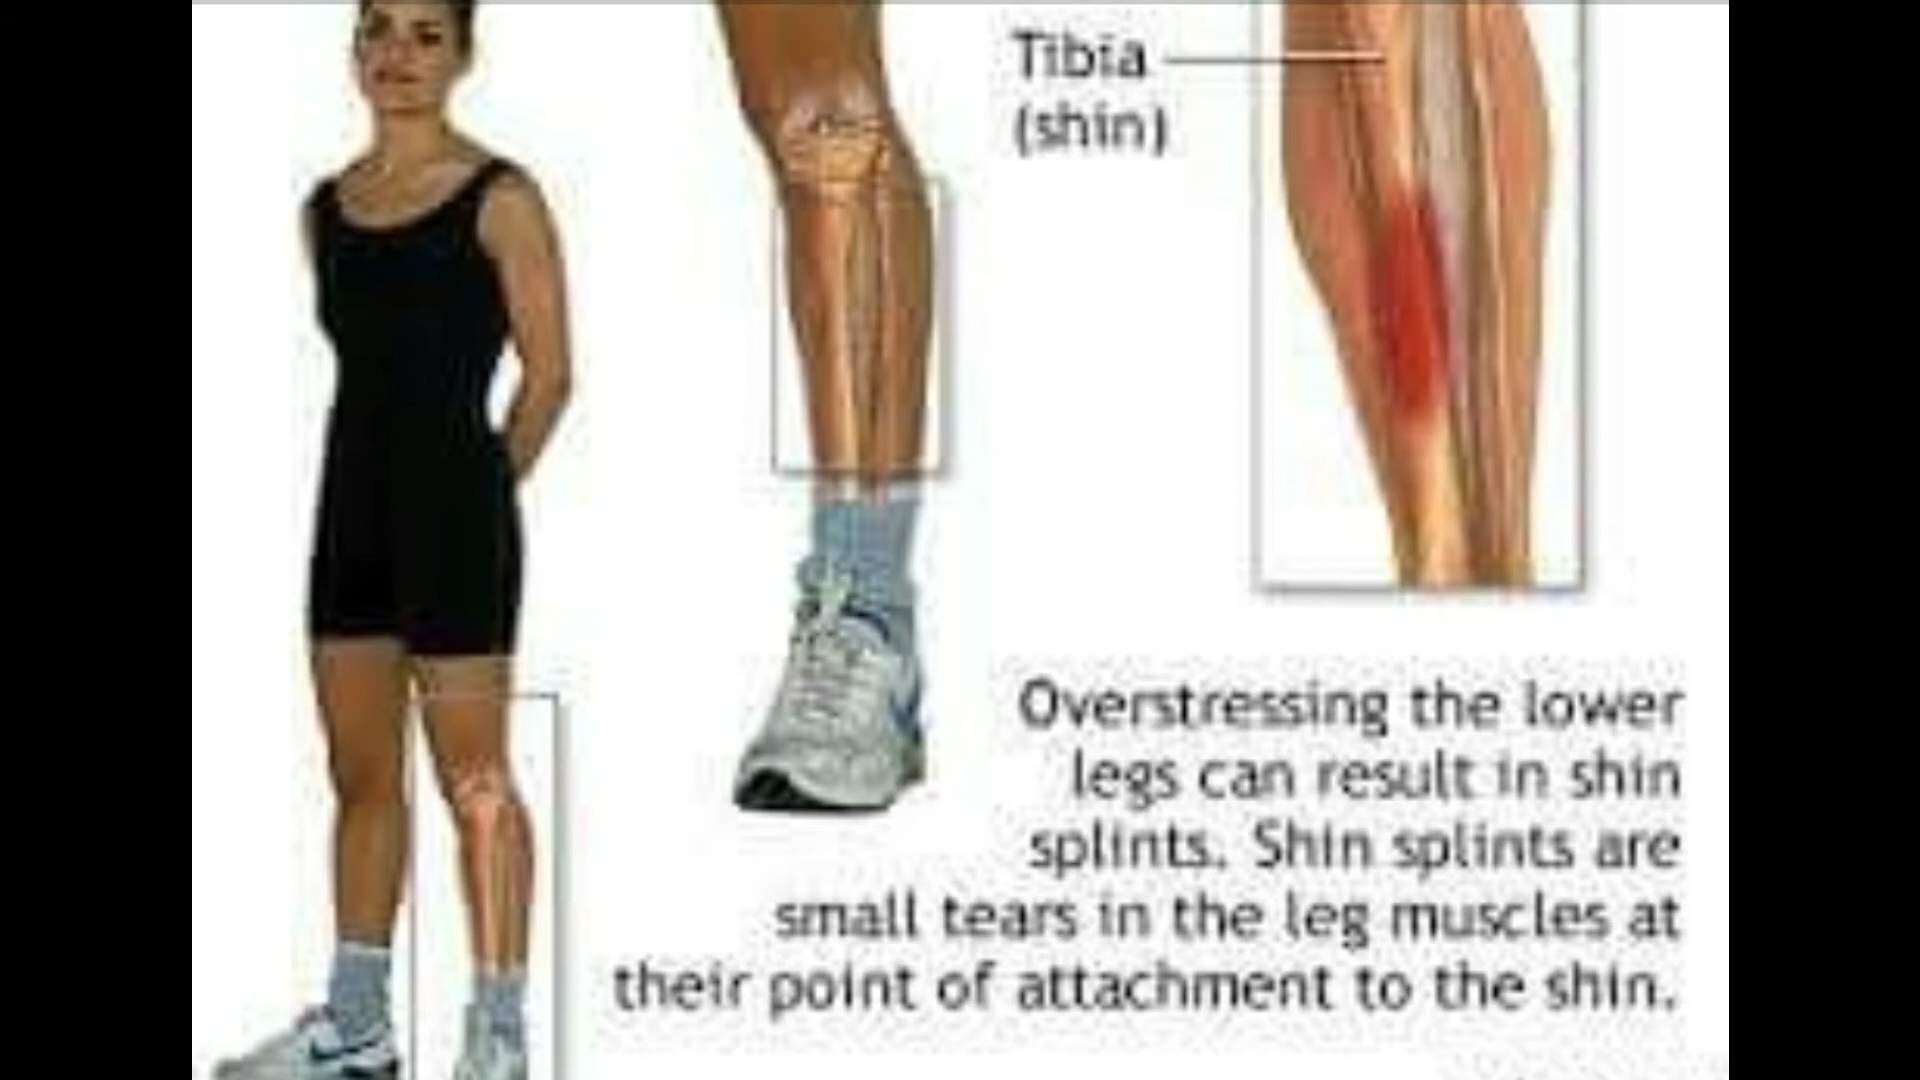 Tibia
(shin)
Overstressing the lower
legs can result in shin
splints. Shin splints are
small tears in the leg muscles at
their point of attachment to the shin.